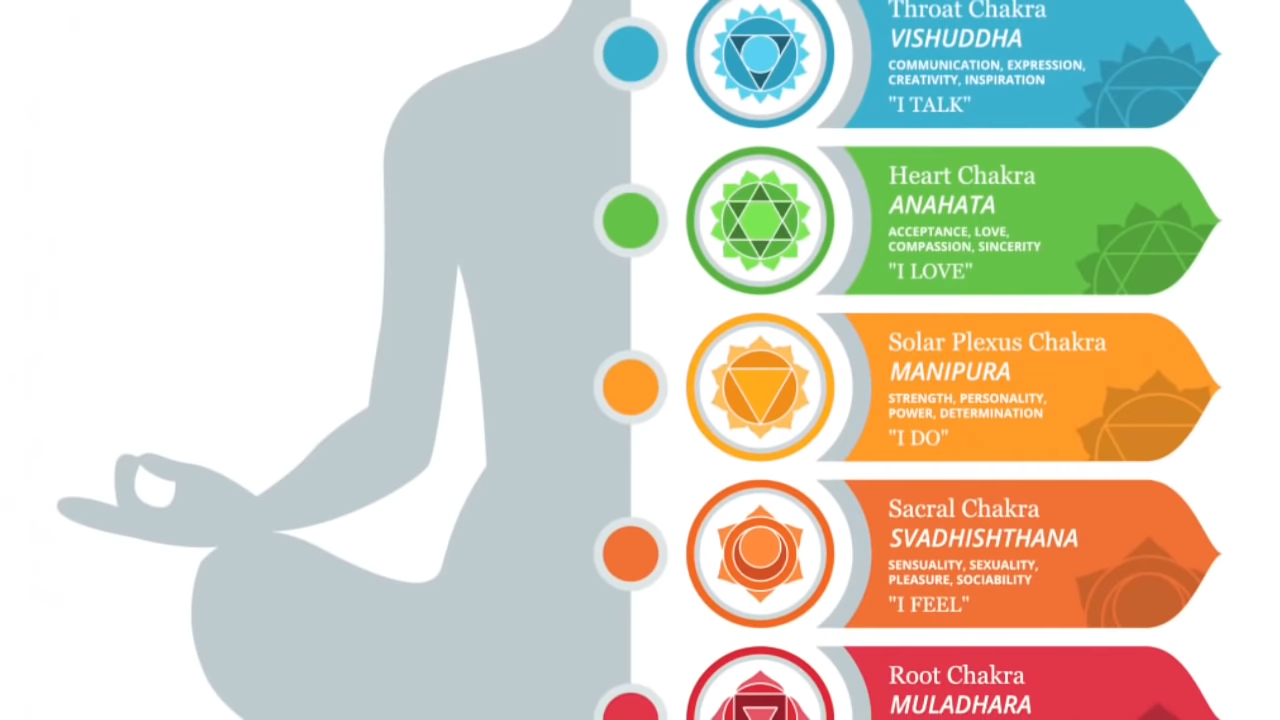 Throat Chakra
VISHUDDHA
COMMUNICATION, EXPRESSION,
CREATIVITY, INSPIRATION
"I TALK"
Heart Chakra
ANAHATA
ACCEPTANCE, LOVE,
COMPASSION, SINCERITY
"I LOVE"
Solar Plexus Chakra
MANIPURA
STRENGTH, PERSONALITY,
POWER, DETERMINATION
"I DO"
Sacral Chakra
SVADHISHTHANA
SENSUALITY, SEXUALITY,
PLEASURE, SOCIABILITY
"I FEEL"
Root Chakra
MULADHARA